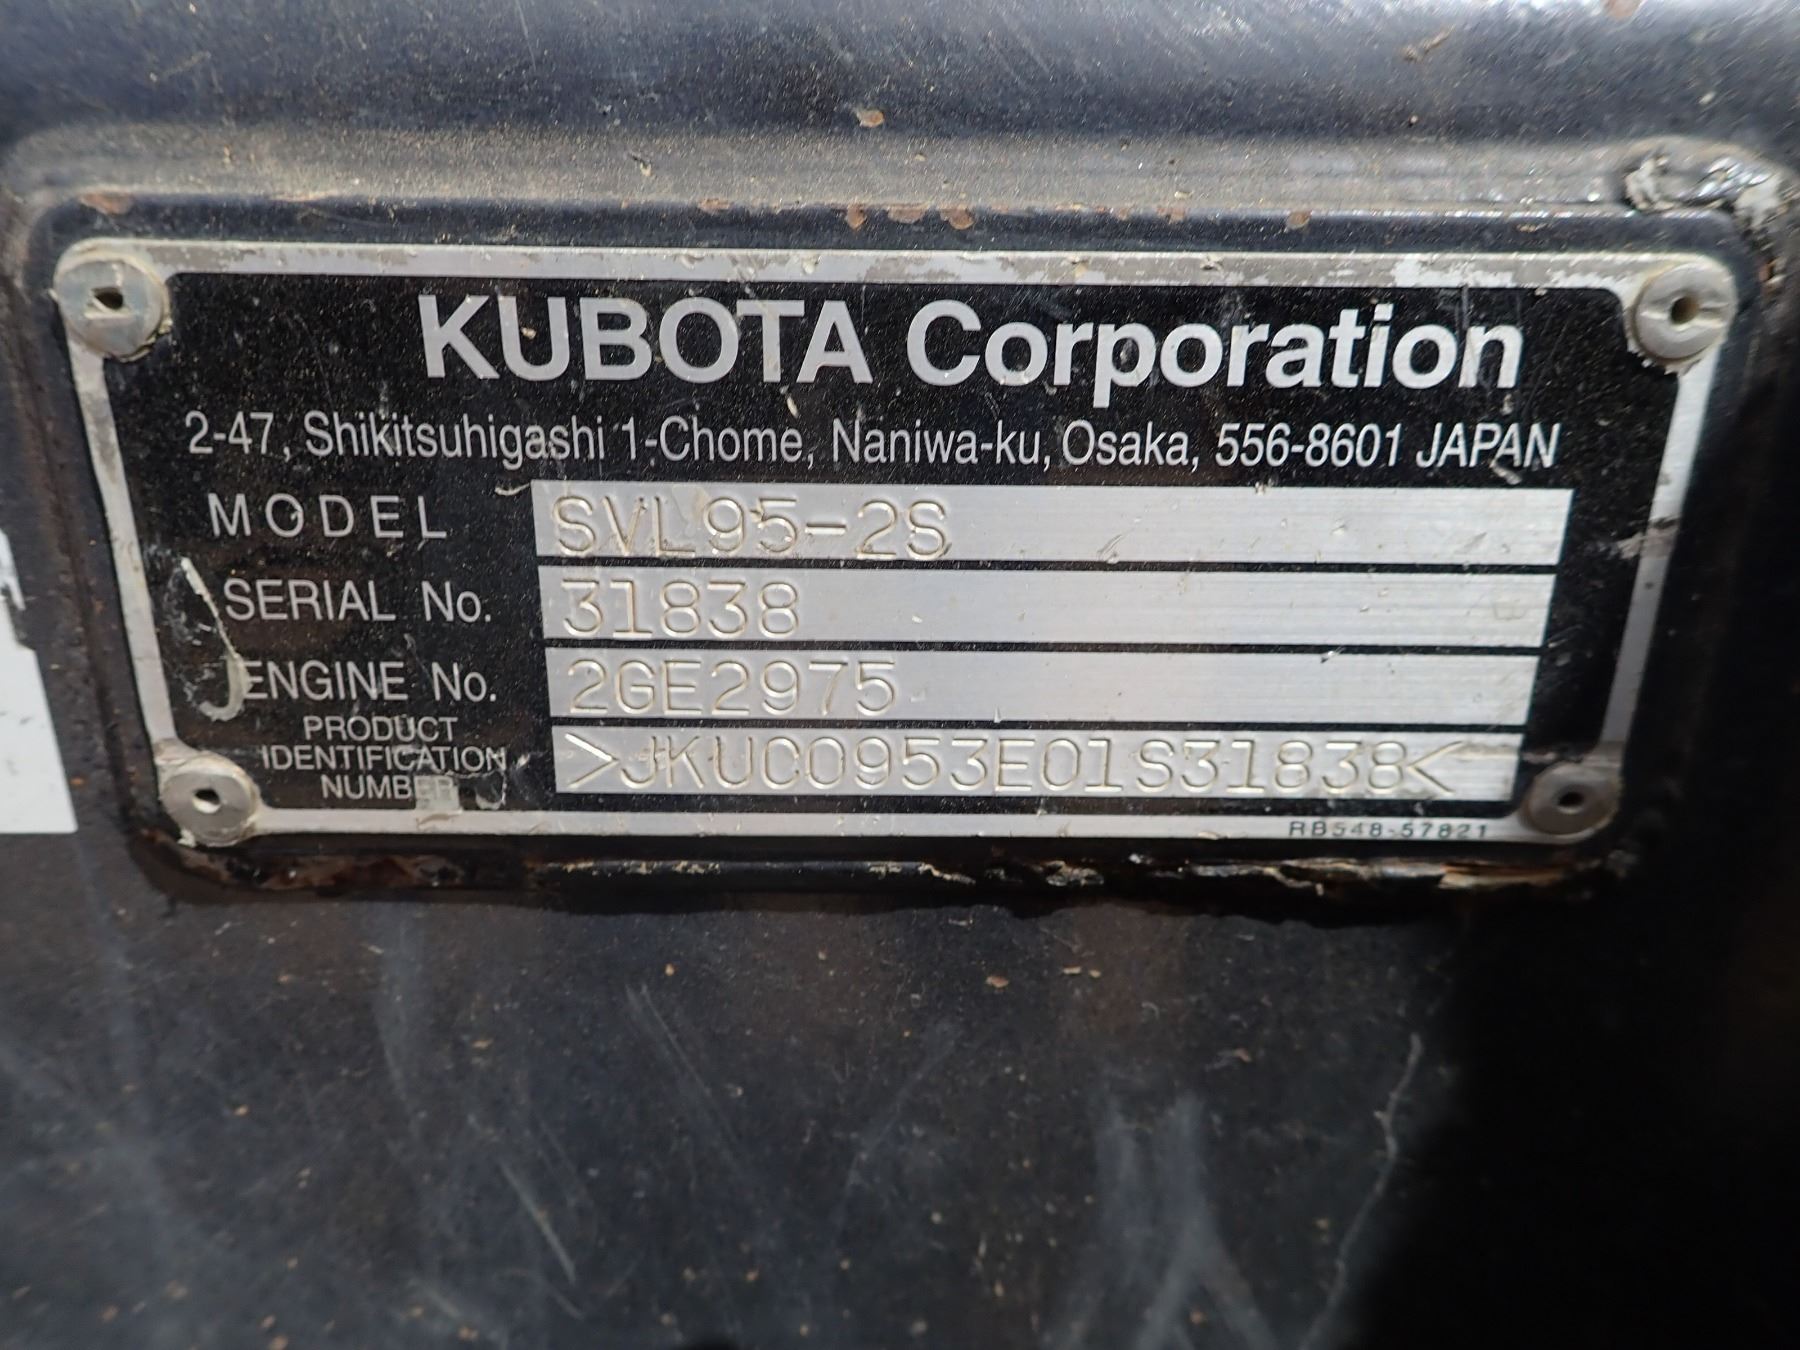 KUBOTA Corporation
2-47, Shikitsuhigashi 1-Chome, Naniwa-ku, Osaka, 556-8601 JAPAN
MODEL SVL95-2S
SERIAL No. 31838
ENGINE No. 2GE2975
PRODUCT
IDENTIFICATION
NUMBER >JKUC0953E01S31838<
RB548-57821